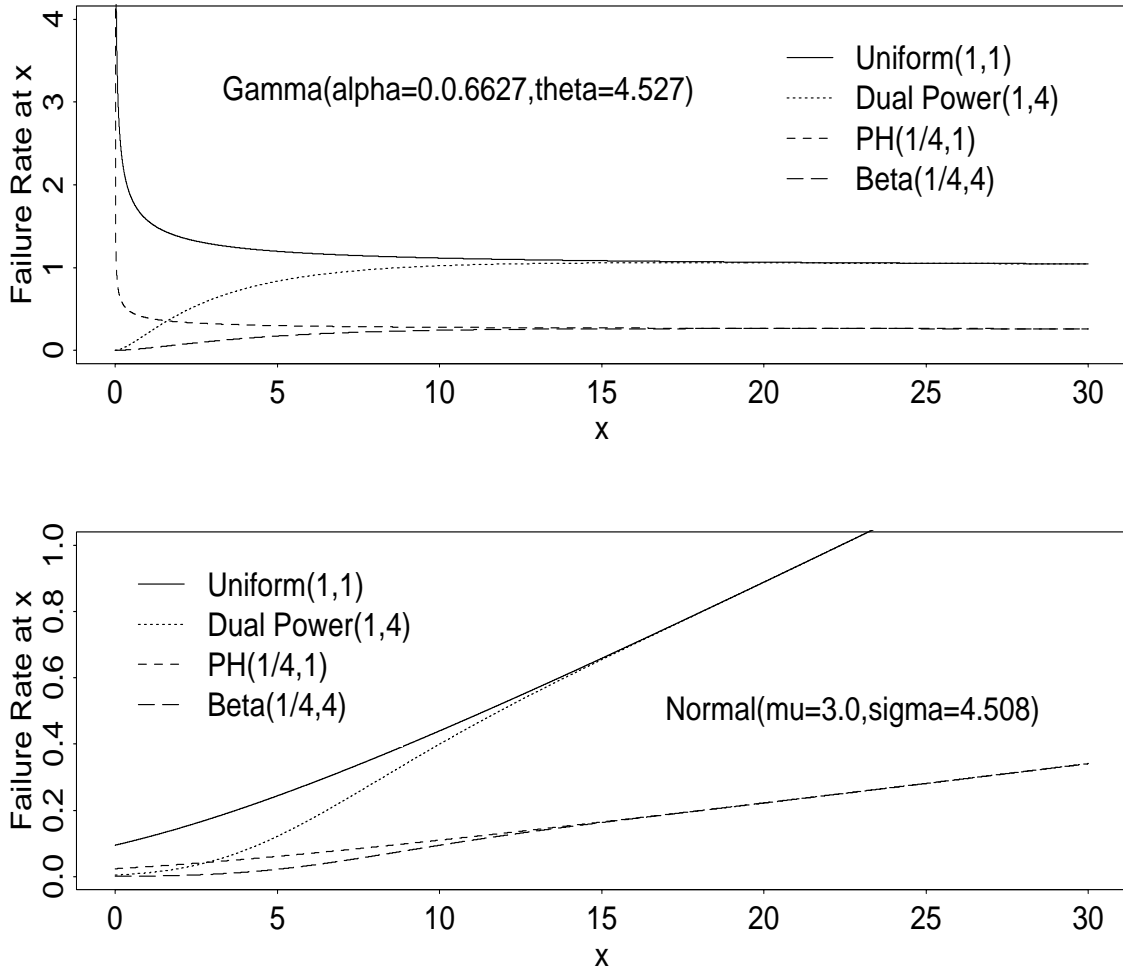 Failure Rate at x
4
3
2
1
0
Gamma(alpha=0.0.6627,theta=4.527)
Uniform(1,1)
Dual Power(1,4)
PH(1/4,1)
Beta(1/4,4)
0 5 10 15 20 25 30
x
Failure Rate at x
1.0
0.8
0.6
0.4
0.2
0.0
Uniform(1,1)
Dual Power(1,4)
PH(1/4,1)
Beta(1/4,4)
Normal(mu=3.0,sigma=4.508)
0 5 10 15 20 25 30
x